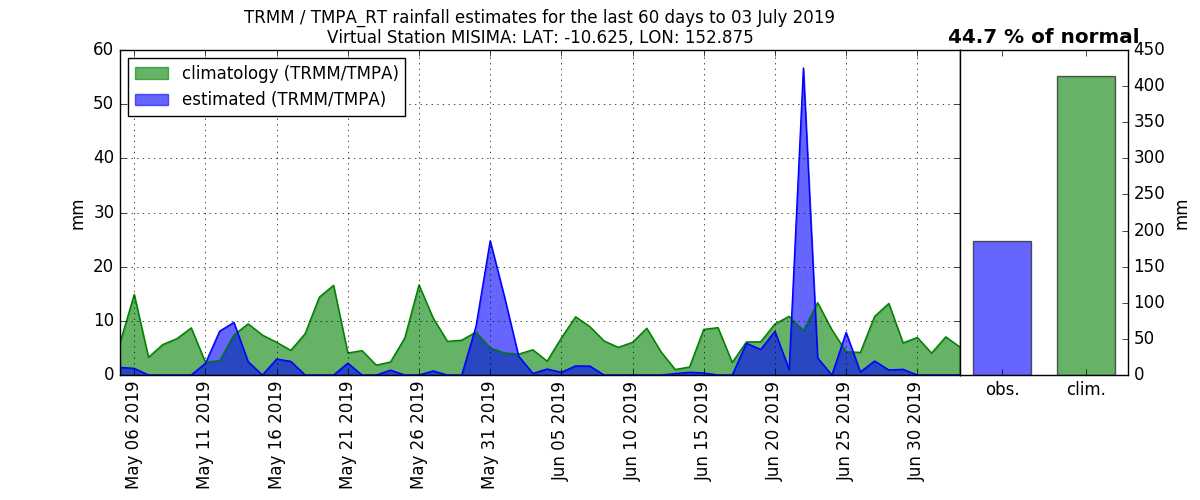 TRMM / TMPA_RT rainfall estimates for the last 60 days to 03 July 2019
Virtual Station MISIMA: LAT: -10.625, LON: 152.875
44.7 % of normal
climatology (TRMM/TMPA)
estimated (TRMM/TMPA)
60
50
40
30
20
10
0
mm
May 06 2019
May 11 2019
May 16 2019
May 21 2019
May 26 2019
May 31 2019
Jun 05 2019
Jun 10 2019
Jun 15 2019
Jun 20 2019
Jun 25 2019
Jun 30 2019
obs.
clim.
450
400
350
300
250
200
150
100
50
0
mm